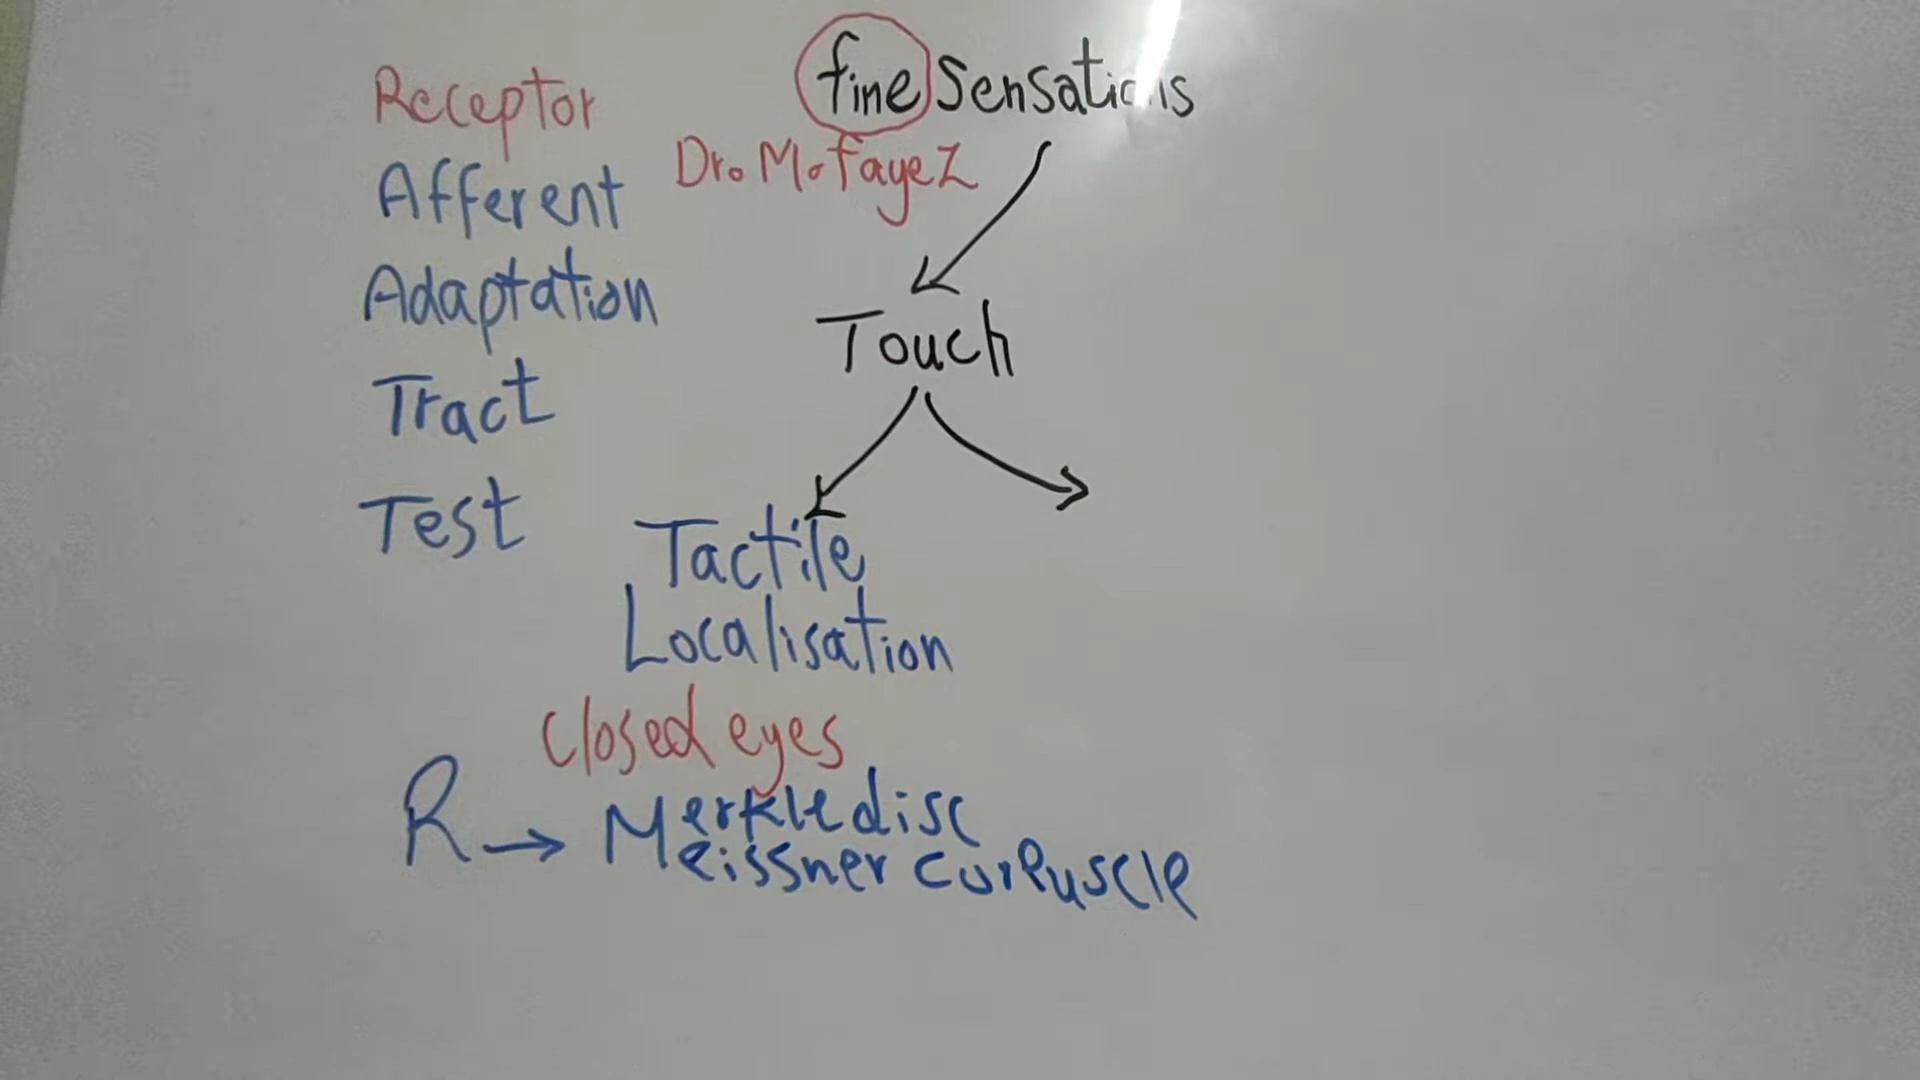 fine Sensations
Dr. M. fayez
Receptor
Afferent
Adaptation
Tract
Test
Touch
Tactile
Localisation
closed eyes
R → Merkle disc
Meissner corpuscle